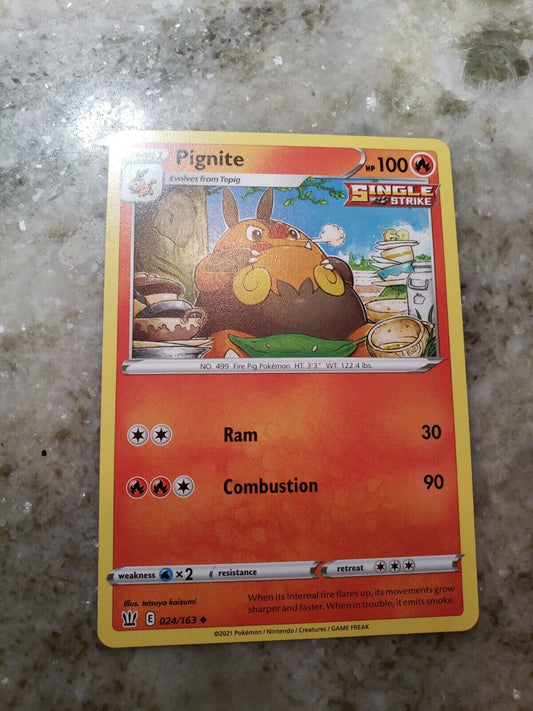 Pignite
HP 100
Evolves from Tepig
SINGLE
STRIKE
NO. 499 Fire Pig Pokémon HT: 3'3" WT: 122.4 lbs.
Ram 30
Combustion 90
weakness ×2 resistance retreat
Illus. tetsuya koizumi
When its internal fire flares up, its movements grow
sharper and faster. When in trouble, it emits smoke.
E 024/163
©2021 Pokémon / Nintendo / Creatures / GAME FREAK